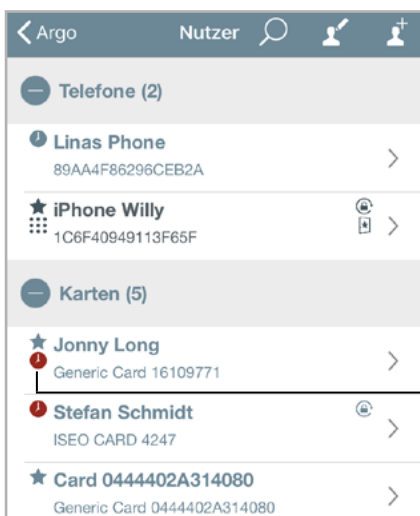 Argo Nutzer
Telefone (2)
Linas Phone
89AA4F86296CEB2A
iPhone Willy
1C6F40949113F65F
Karten (5)
Jonny Long
Generic Card 16109771
Stefan Schmidt
ISEO CARD 4247
Card 0444402A314080
Generic Card 0444402A314080